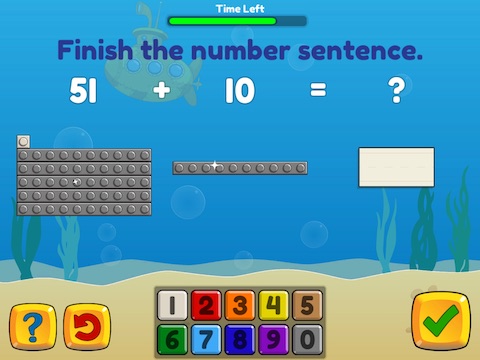 Time Left
Finish the number sentence.
51 + 10 = ?
1 2 3 4 5
6 7 8 9 0
?